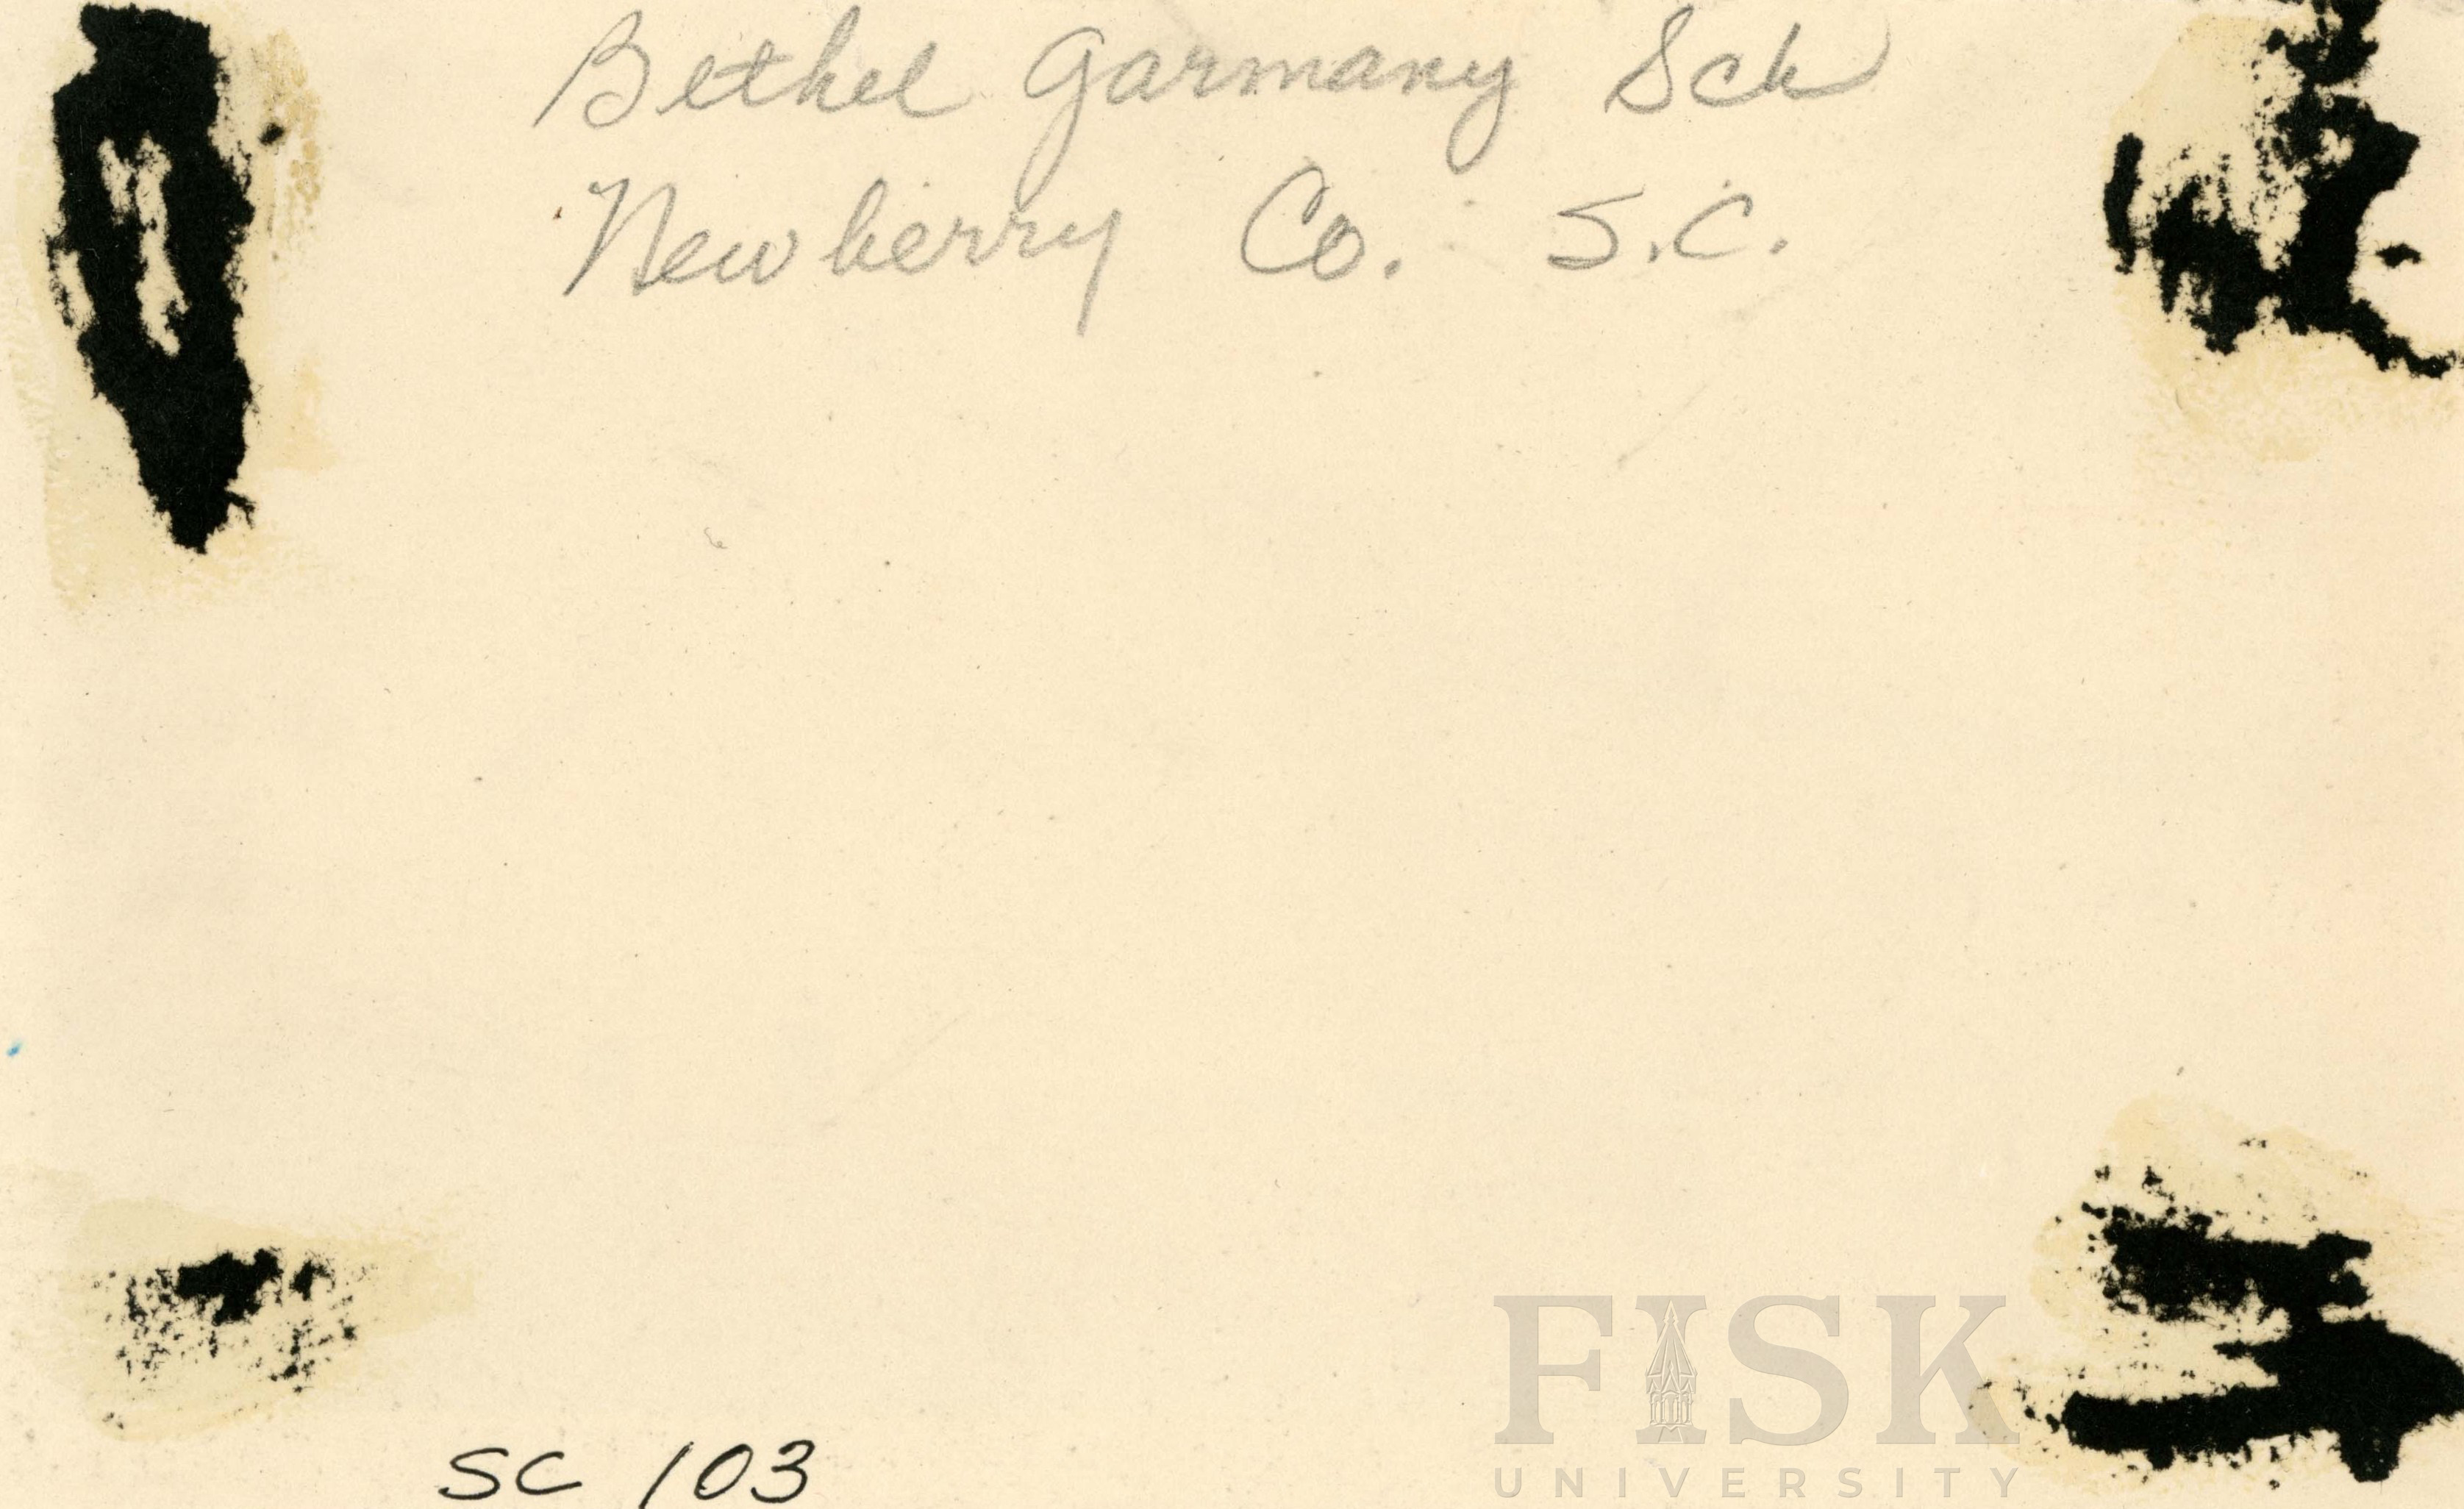 Bethel Garmany Sch
Newberry Co. S.C.
SC 103
FISK
UNIVERSITY